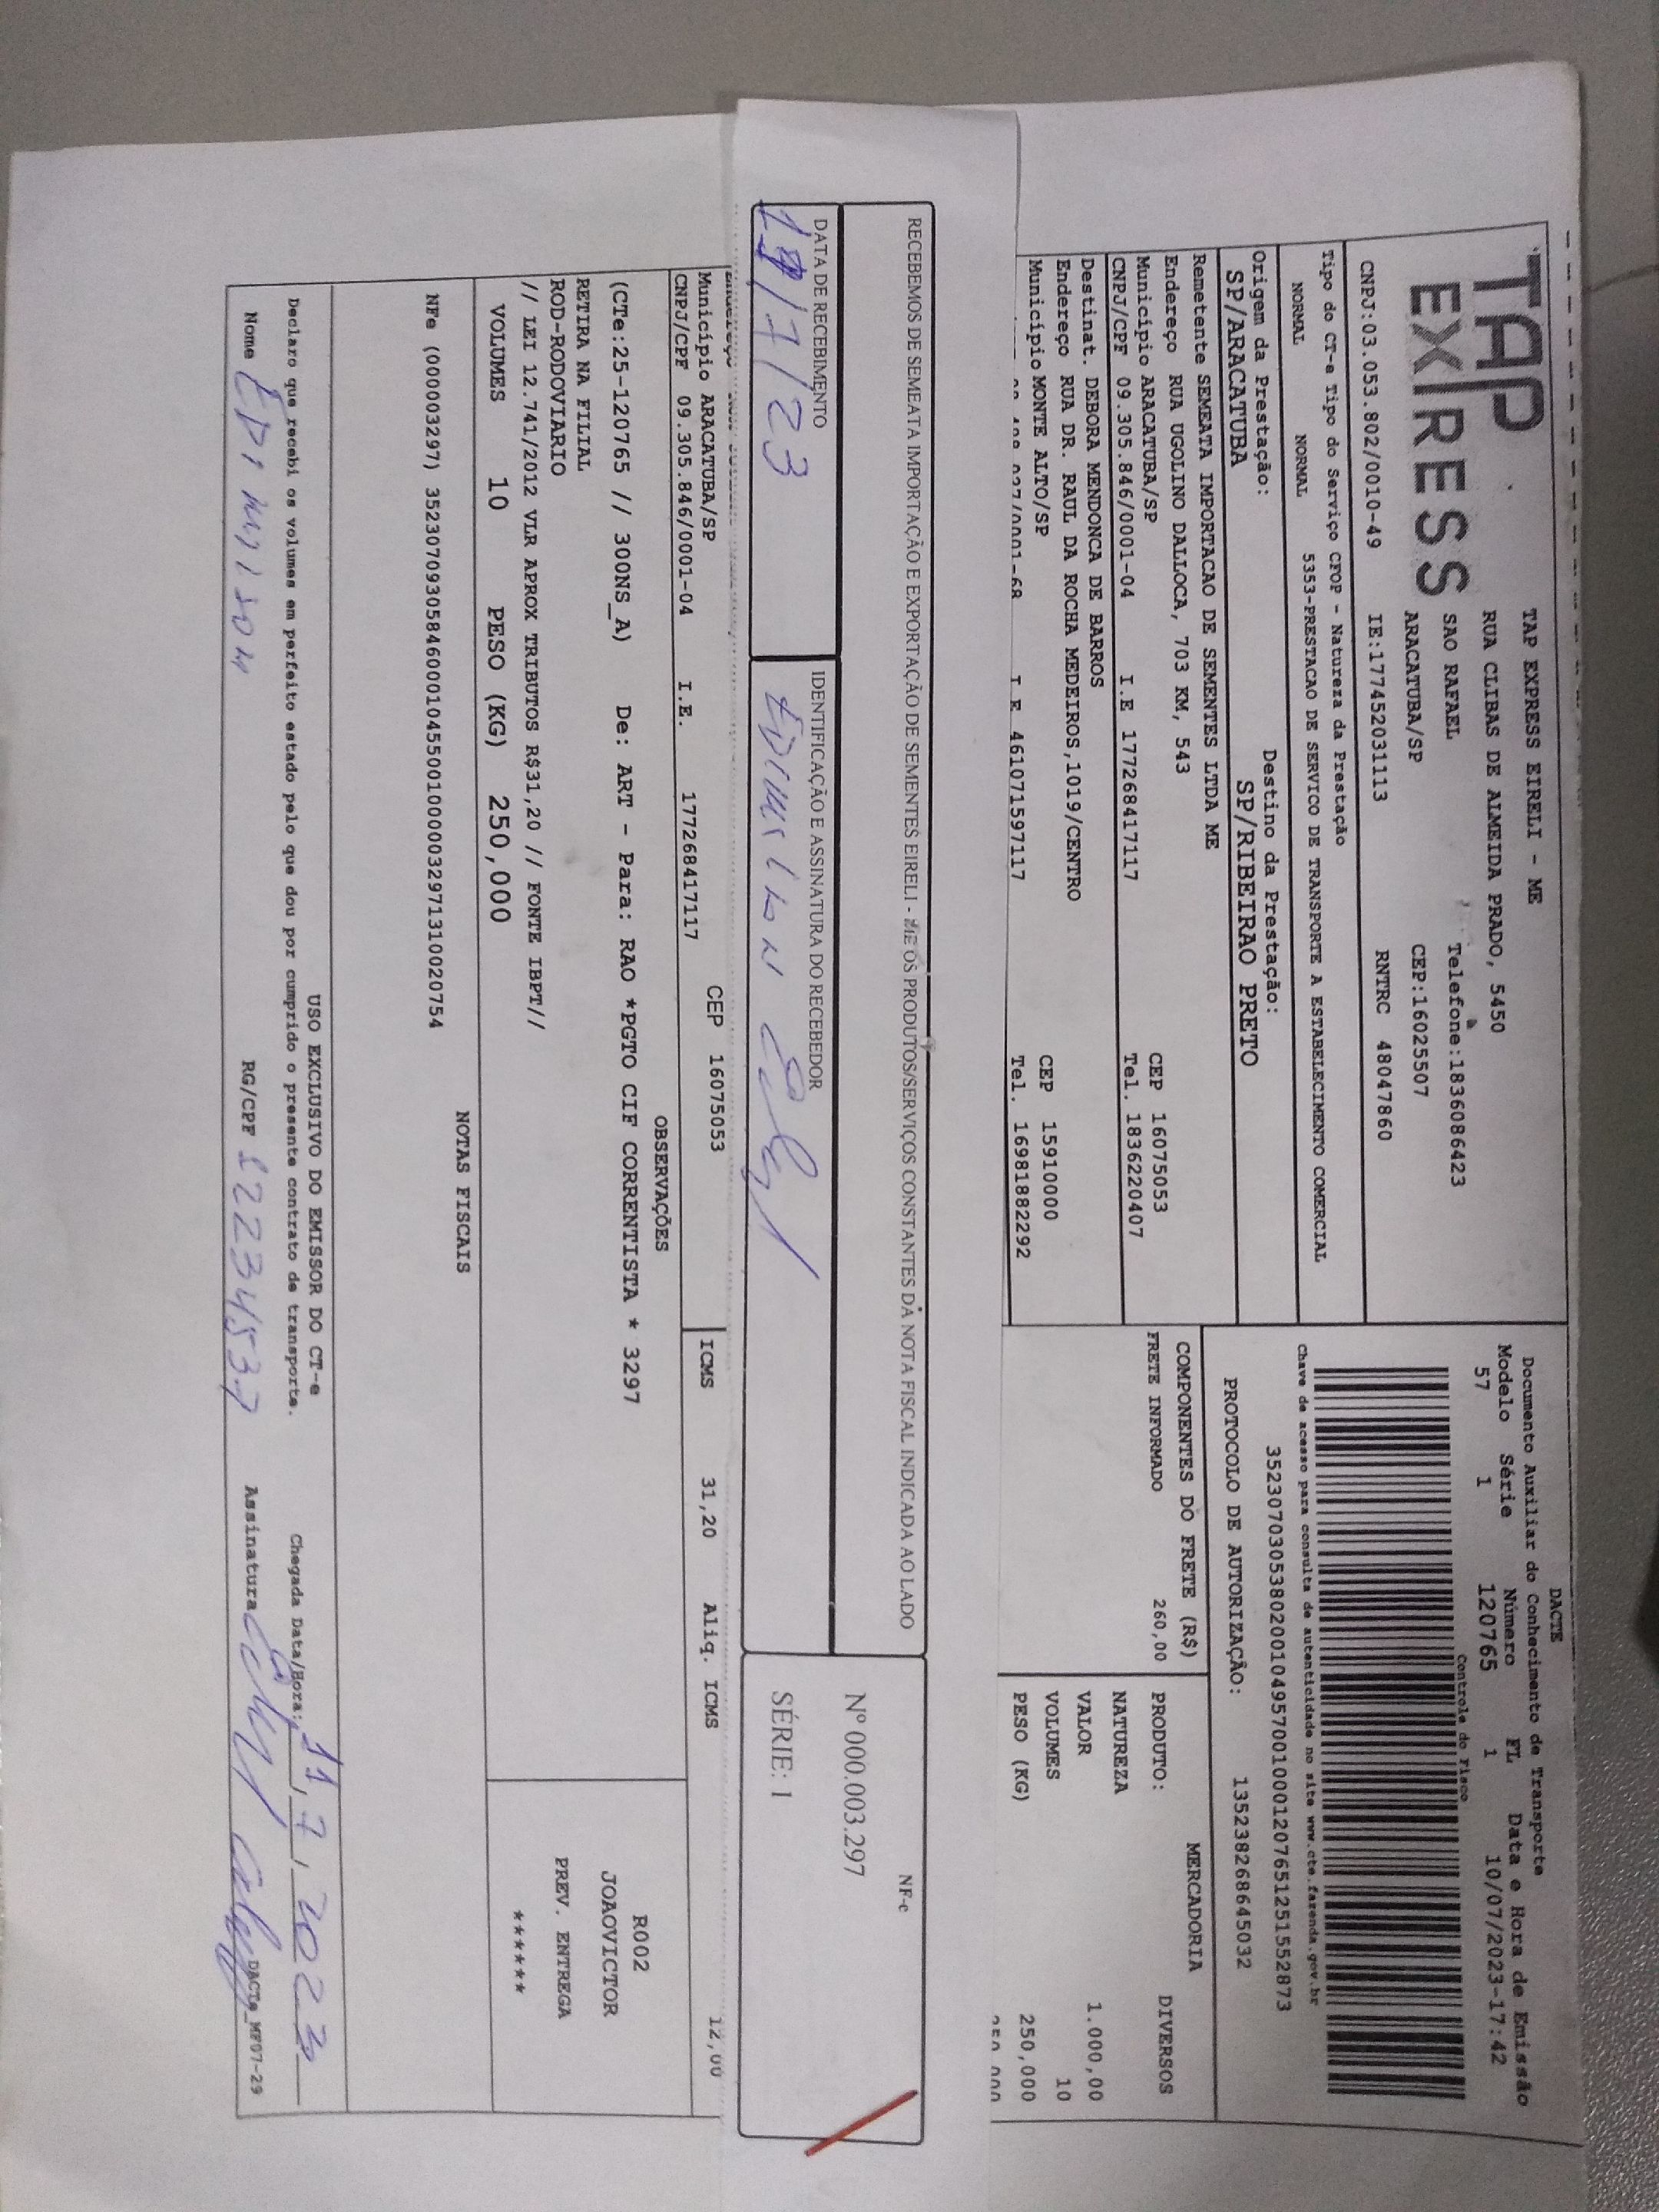 TAP
EXPRESS
TAP EXPRESS EIRELI - ME
RUA CLIBAS DE ALMEIDA PRADO, 5450
SAO RAFAEL Telefone:1836086423
ARACATUBA/SP CEP:16025507
CNPJ:03.053.802/0010-49 IE:177452031113 RNTRC 48047860
Tipo do CT-e Tipo do Serviço CFOP - Natureza da Prestação
NORMAL NORMAL 5353-PRESTACAO DE SERVICO DE TRANSPORTE A ESTABELECIMENTO COMERCIAL
Origem da Prestação: Destino da Prestação:
SP/ARACATUBA SP/RIBEIRAO PRETO
DACTE
Documento Auxiliar do Conhecimento de Transporte
Modelo Série Número FL Data e Hora de Emissão
57 1 120765 1 10/07/2023-17:42
Controle do Fisco
Chave de acesso para consulta de autenticidade no site www.cte.fazenda.gov.br
35230703053802001049570010001207651251552873
PROTOCOLO DE AUTORIZAÇÃO: 135238268645032
Remetente SEMEATA IMPORTACAO DE SEMENTES LTDA ME
Endereço RUA UGOLINO DALLOCA, 703 KM, 543
Município ARACATUBA/SP CEP 16075053
CNPJ/CPF 09.305.846/0001-04 I.E 177268417117 Tel. 1836220407
Destinat. DEBORA MENDONCA DE BARROS
Endereço RUA DR. RAUL DA ROCHA MEDEIROS,1019/CENTRO
Município MONTE ALTO/SP CEP 15910000
I.E 461071597117 Tel. 16981882292
COMPONENTES DO FRETE (R$)
FRETE INFORMADO 260,00
MERCADORIA
PRODUTO: DIVERSOS
NATUREZA
VALOR 1.000,00
VOLUMES 10
PESO (KG) 250,000
RECEBEMOS DE SEMEATA IMPORTAÇÃO E EXPORTAÇÃO DE SEMENTES EIRELI - ME OS PRODUTOS/SERVIÇOS CONSTANTES DA NOTA FISCAL INDICADA AO LADO
DATA DE RECEBIMENTO
IDENTIFICAÇÃO E ASSINATURA DO RECEBEDOR
/7/23
Edimilson
NF-e
Nº 000.003.297
SÉRIE: 1
Município ARACATUBA/SP CEP 16075053
CNPJ/CPF 09.305.846/0001-04 I.E. 177268417117
ICMS 31,20 Aliq. ICMS 12,00
OBSERVAÇÕES
(CTe:25-120765 // 300NS_A) De: ART - Para: RAO *PGTO CIF CORRENTISTA * 3297
RETIRA NA FILIAL
ROD-RODOVIARIO
// LEI 12.741/2012 VLR APROX TRIBUTOS R$31,20 // FONTE IBPT//
R002
JOAOVICTOR
PREV. ENTREGA
******
VOLUMES 10 PESO (KG) 250,000
NOTAS FISCAIS
NFe (000003297) 35230709305846000104550010000032971310020754
USO EXCLUSIVO DO EMISSOR DO CT-e
Declaro que recebi os volumes em perfeito estado pelo que dou por cumprido o presente contrato de transporte.
Chegada Data/Hora: 11, 7, 2023
Nome Edimilson RG/CPF Assinatura
DACTe_MF07-29